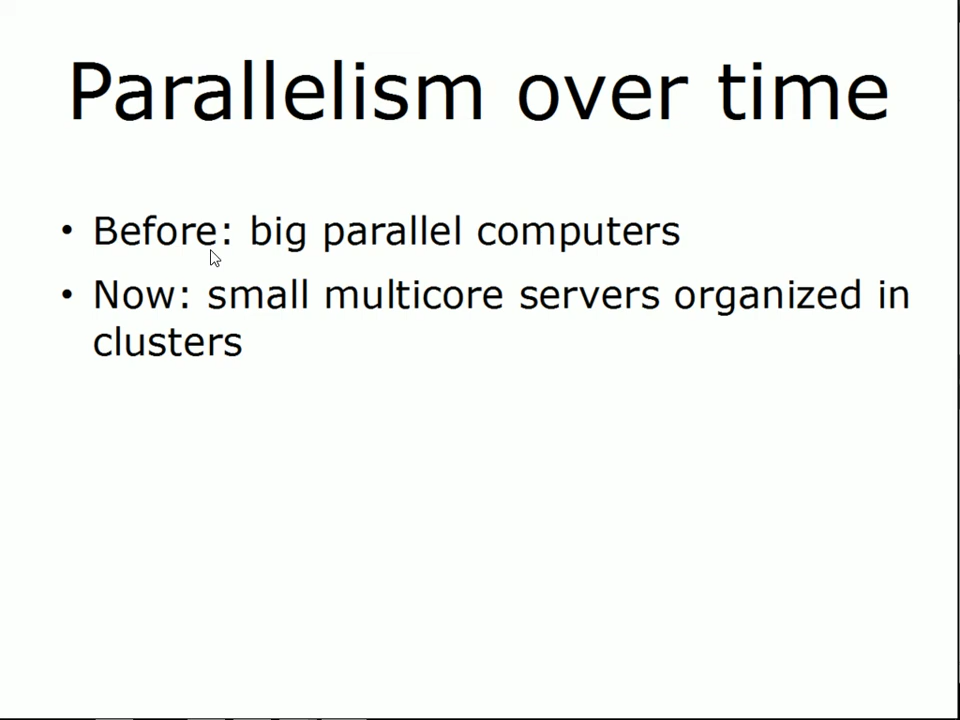 Parallelism over time
• Before: big parallel computers
• Now: small multicore servers organized in
clusters